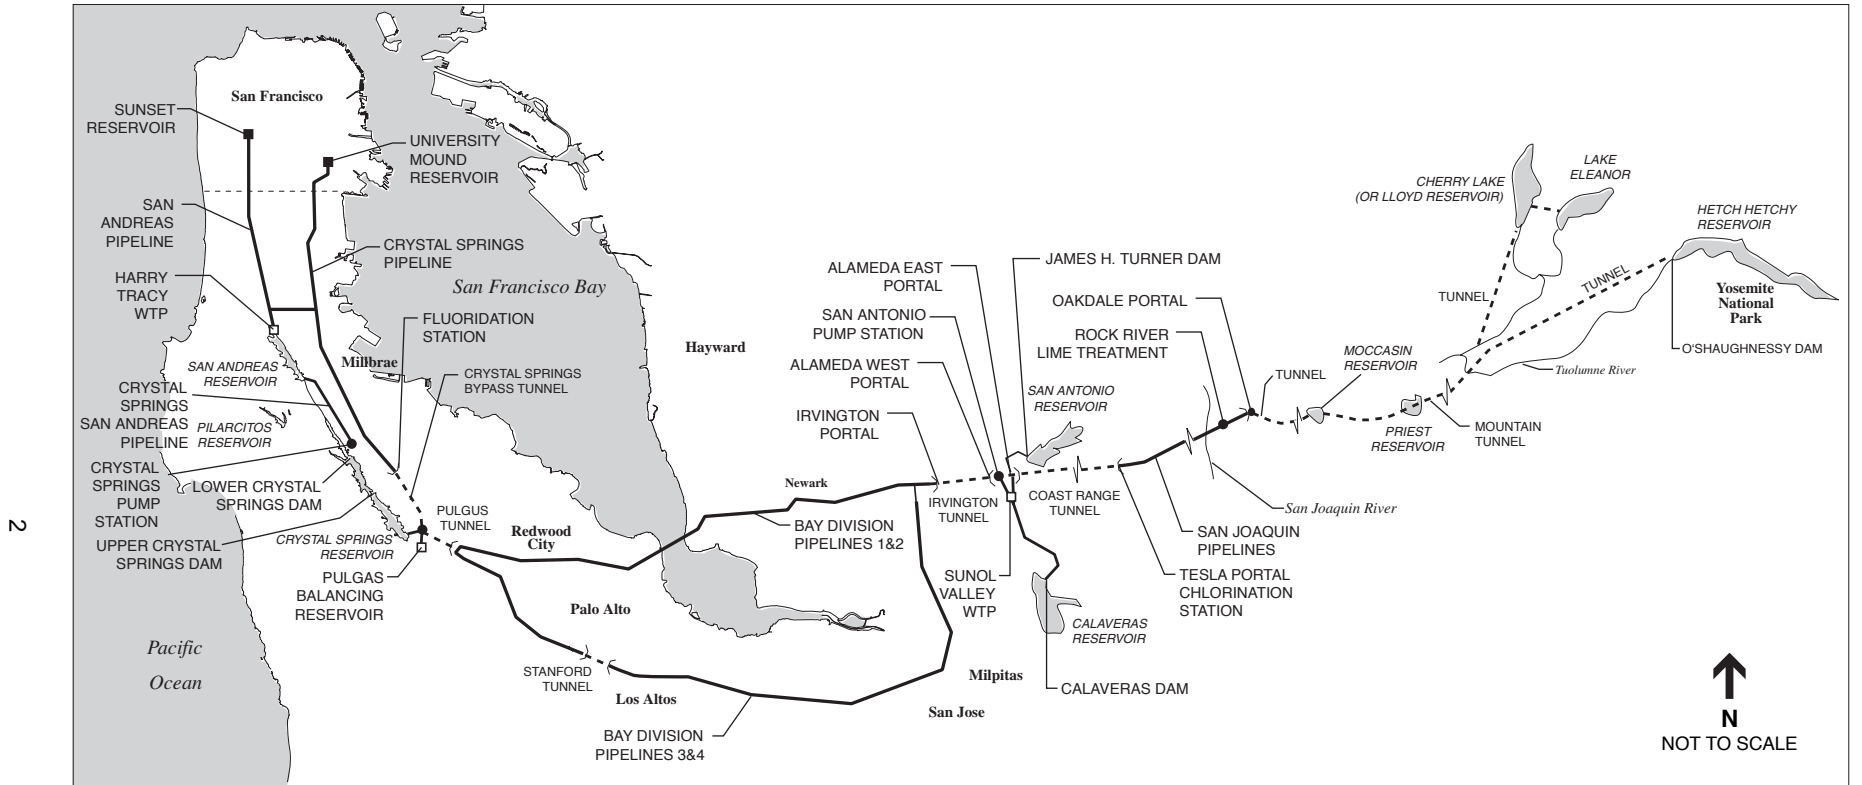 San Francisco
SUNSET
RESERVOIR
UNIVERSITY
MOUND
RESERVOIR
SAN
ANDREAS
PIPELINE
CRYSTAL SPRINGS
PIPELINE
HARRY
TRACY
WTP
San Francisco Bay
FLUORIDATION
STATION
Millbrae
SAN ANDREAS
RESERVOIR
CRYSTAL SPRINGS
BYPASS TUNNEL
CRYSTAL
SPRINGS
SAN ANDREAS
PIPELINE
PILARCITOS
RESERVOIR
CRYSTAL
SPRINGS
PUMP
STATION
LOWER CRYSTAL
SPRINGS DAM
UPPER CRYSTAL
SPRINGS DAM
CRYSTAL SPRINGS
RESERVOIR
PULGUS
TUNNEL
PULGAS
BALANCING
RESERVOIR
Redwood
City
Palo Alto
STANFORD
TUNNEL
Los Altos
BAY DIVISION
PIPELINES 3&4
Pacific
Ocean
Hayward
Newark
BAY DIVISION
PIPELINES 1&2
ALAMEDA EAST
PORTAL
SAN ANTONIO
PUMP STATION
ALAMEDA WEST
PORTAL
IRVINGTON
PORTAL
IRVINGTON
TUNNEL
SUNOL
VALLEY
WTP
Milpitas
San Jose
JAMES H. TURNER DAM
OAKDALE PORTAL
ROCK RIVER
LIME TREATMENT
SAN ANTONIO
RESERVOIR
COAST RANGE
TUNNEL
CALAVERAS
RESERVOIR
CALAVERAS DAM
SAN JOAQUIN
PIPELINES
TESLA PORTAL
CHLORINATION
STATION
San Joaquin River
TUNNEL
MOCCASIN
RESERVOIR
PRIEST
RESERVOIR
MOUNTAIN
TUNNEL
Tuolumne River
CHERRY LAKE
(OR LLOYD RESERVOIR)
LAKE
ELEANOR
TUNNEL
TUNNEL
HETCH HETCHY
RESERVOIR
Yosemite
National
Park
O'SHAUGHNESSY DAM
N
NOT TO SCALE
2